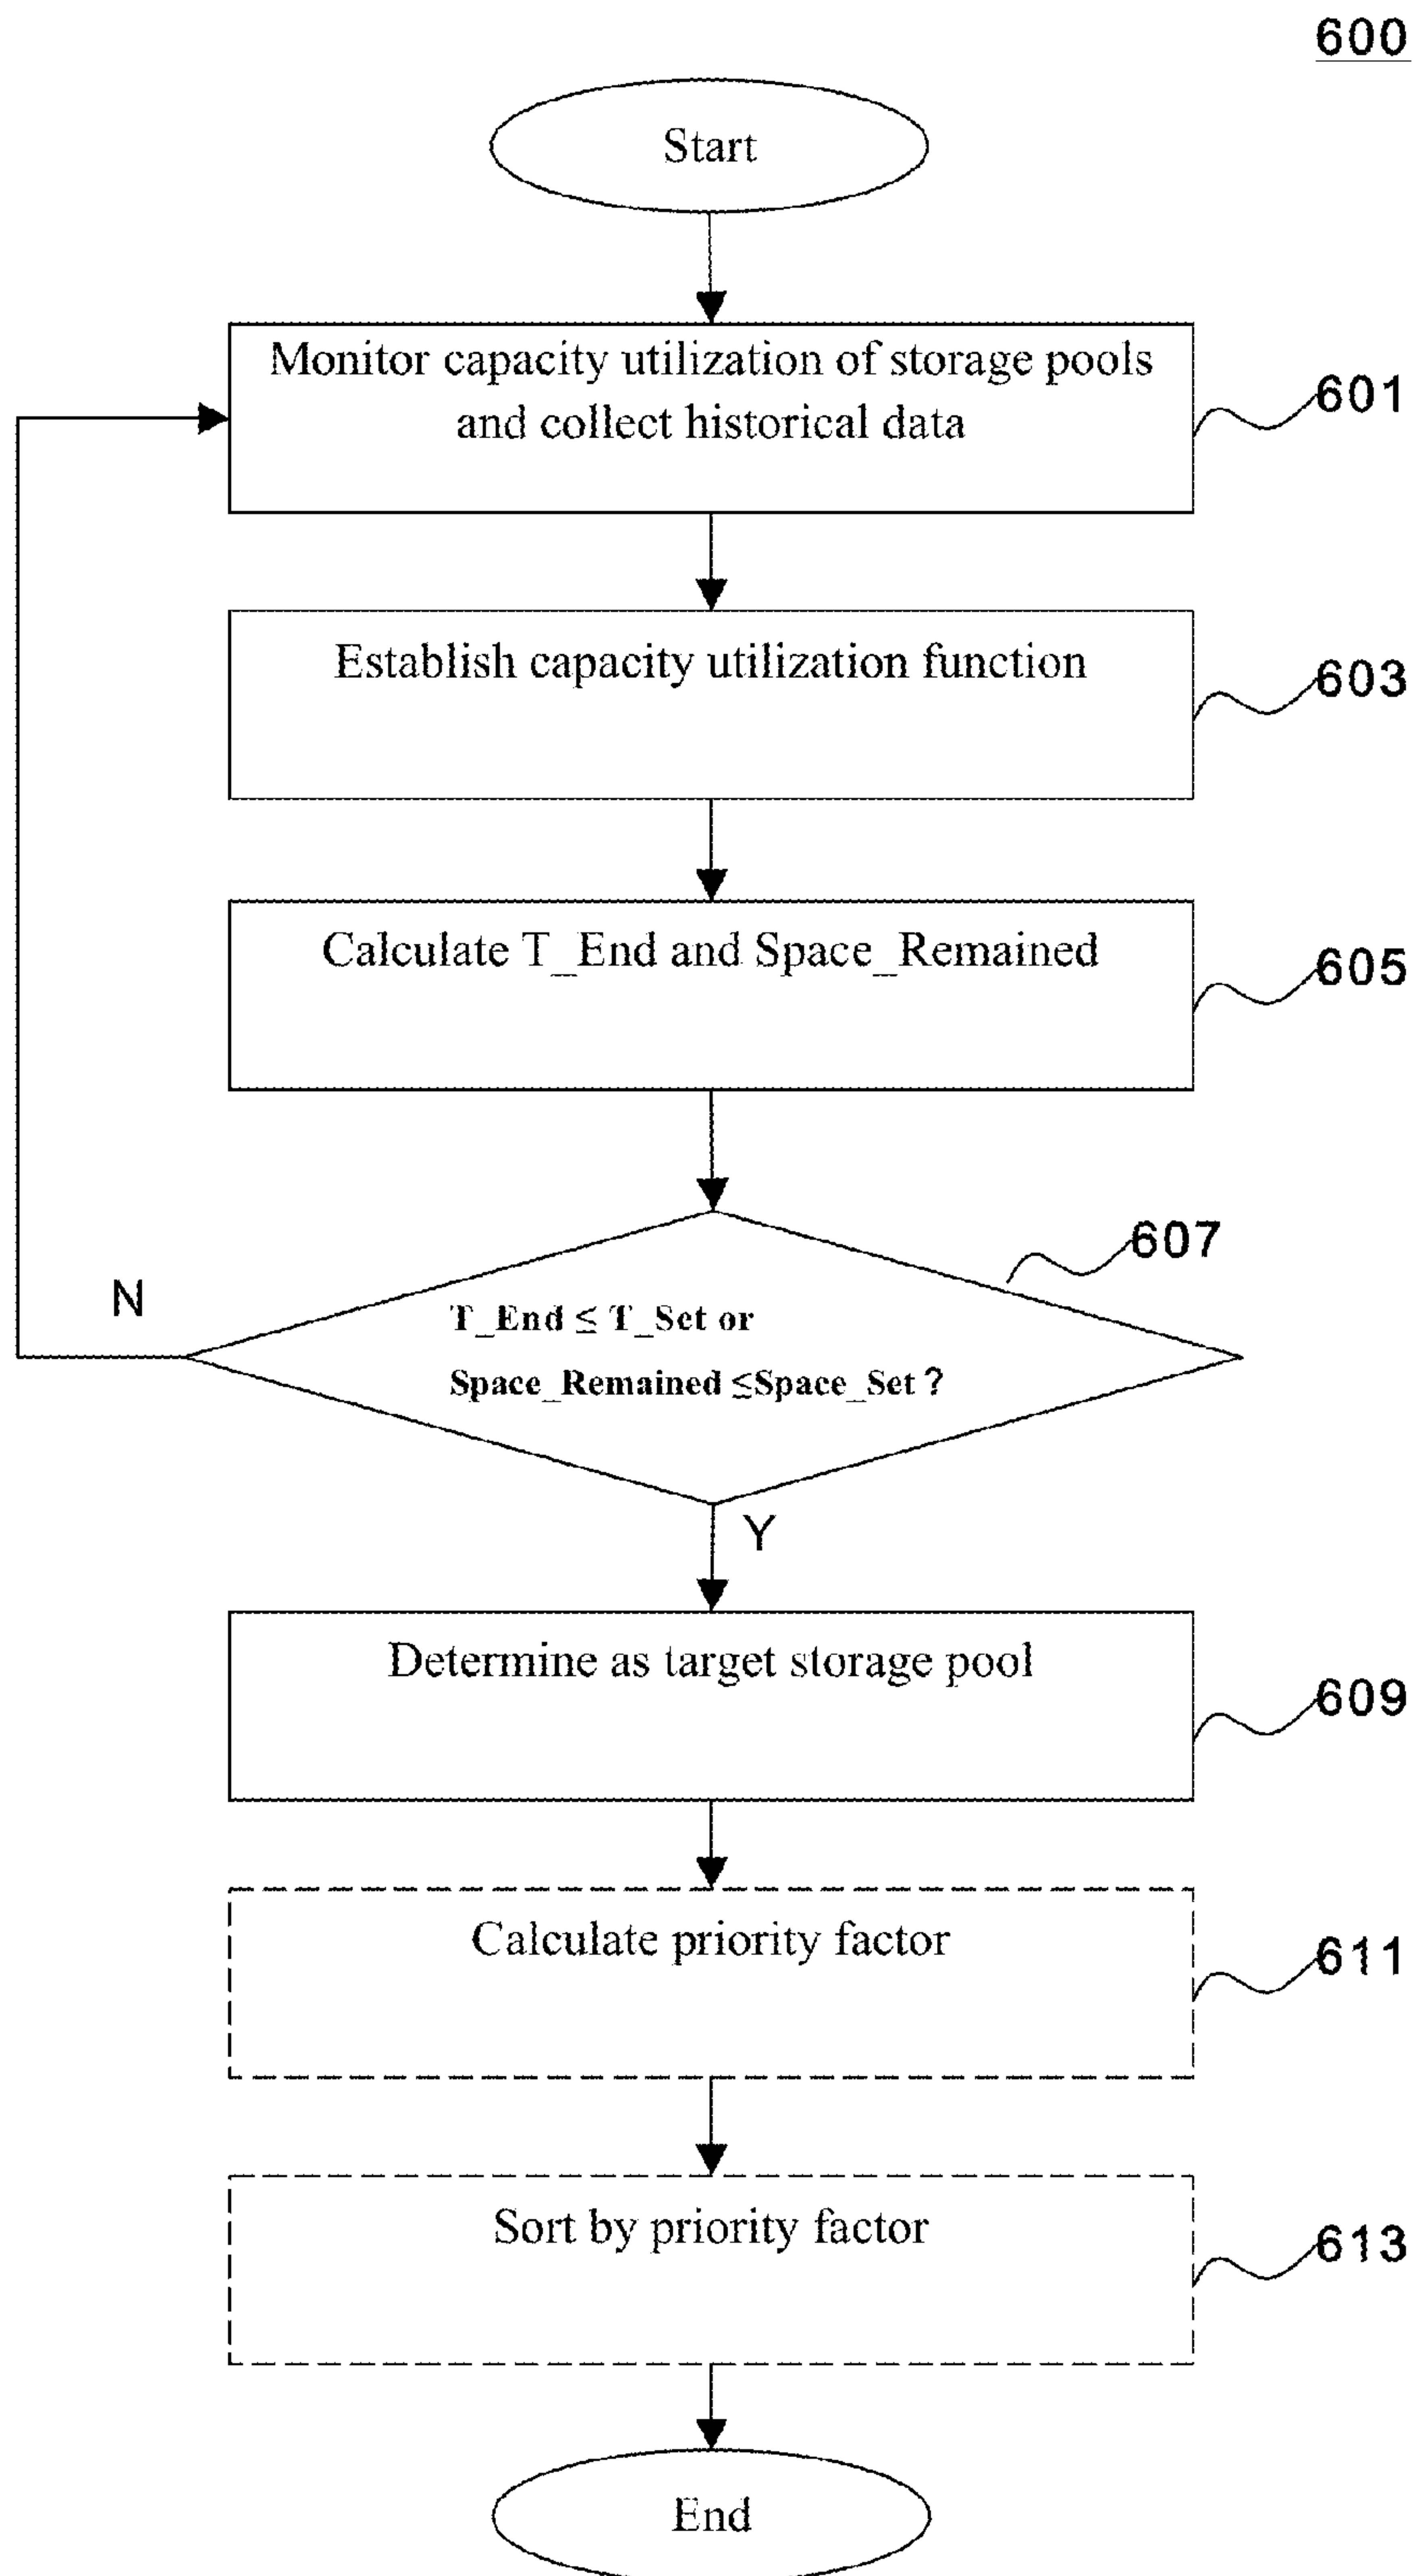 600
Start
Monitor capacity utilization of storage pools
and collect historical data
601
Establish capacity utilization function
603
Calculate T_End and Space_Remained
605
607
N
T_End ≦ T_Set or
Space_Remained ≦Space_Set ?
Y
Determine as target storage pool
609
Calculate priority factor
611
Sort by priority factor
613
End